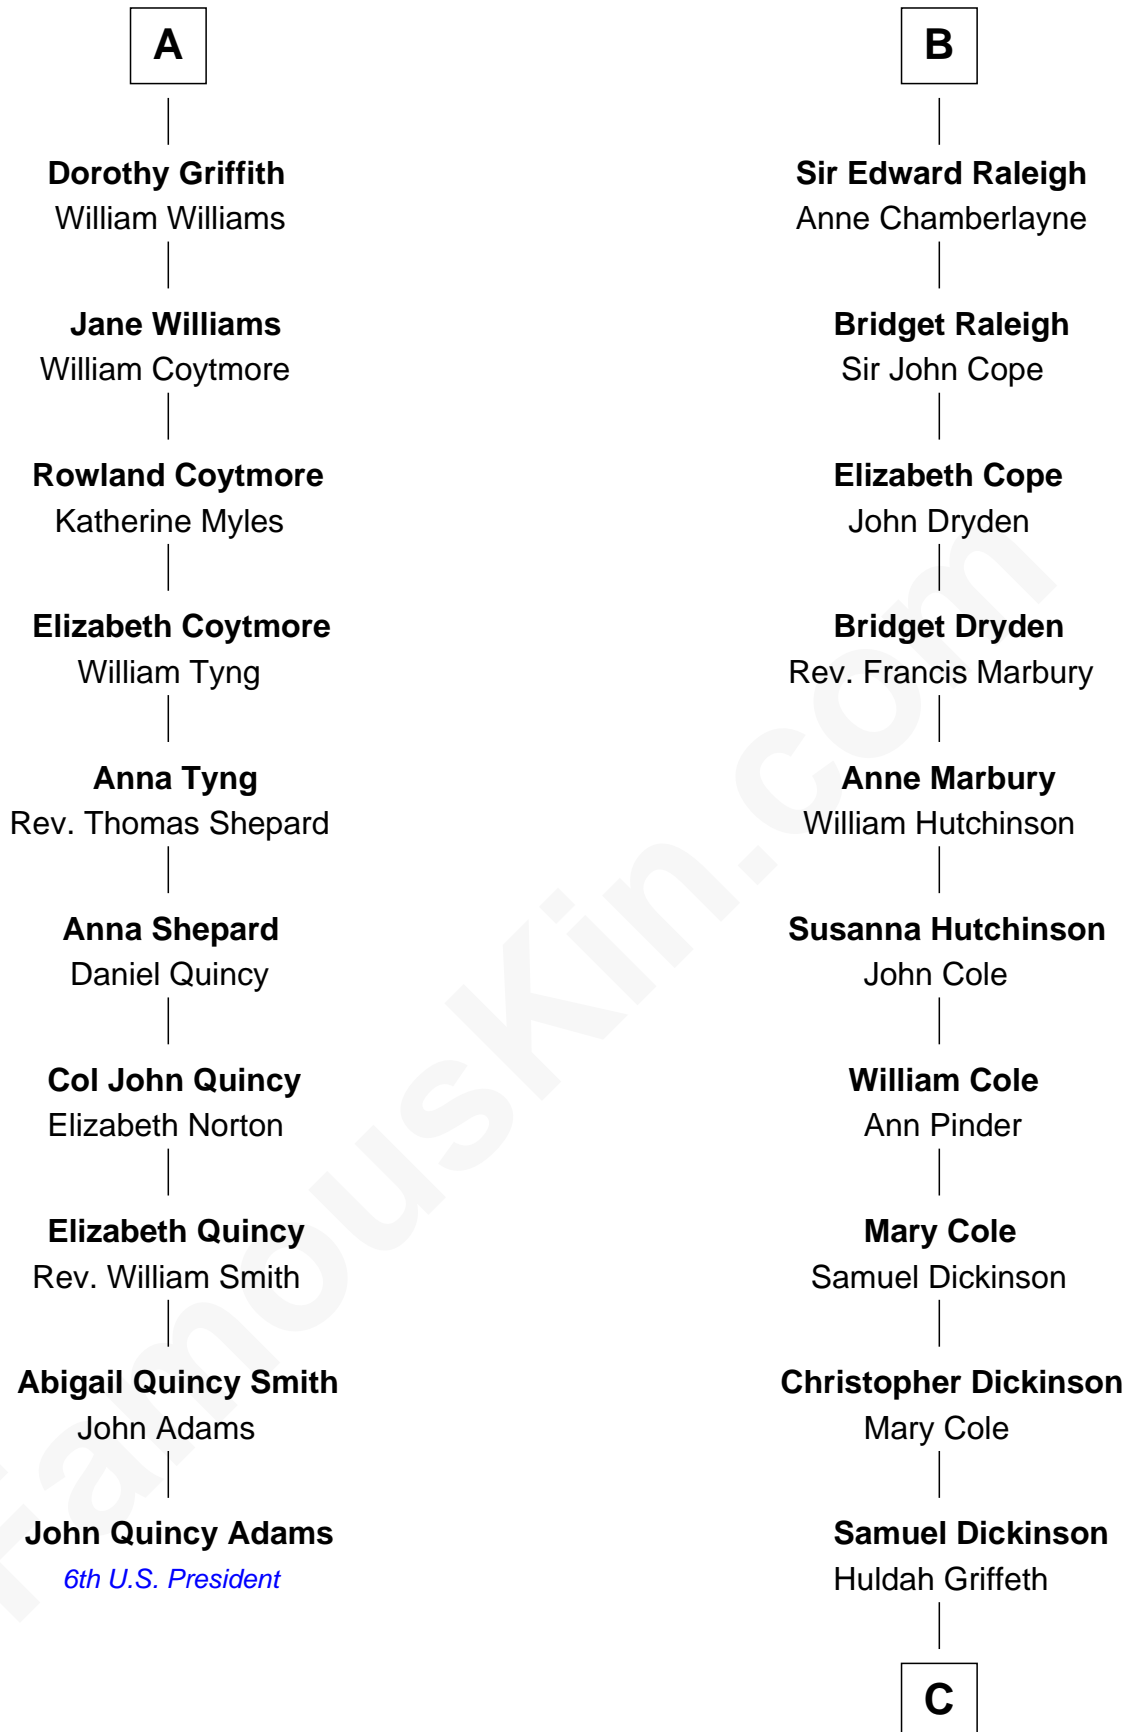 A
Dorothy Griffith
William Williams
Jane Williams
William Coytmore
Rowland Coytmore
Katherine Myles
Elizabeth Coytmore
William Tyng
Anna Tyng
Rev. Thomas Shepard
Anna Shepard
Daniel Quincy
Col John Quincy
Elizabeth Norton
Elizabeth Quincy
Rev. William Smith
Abigail Quincy Smith
John Adams
John Quincy Adams
6th U.S. President
B
Sir Edward Raleigh
Anne Chamberlayne
Bridget Raleigh
Sir John Cope
Elizabeth Cope
John Dryden
Bridget Dryden
Rev. Francis Marbury
Anne Marbury
William Hutchinson
Susanna Hutchinson
John Cole
William Cole
Ann Pinder
Mary Cole
Samuel Dickinson
Christopher Dickinson
Mary Cole
Samuel Dickinson
Huldah Griffeth
C
FamousKin.com